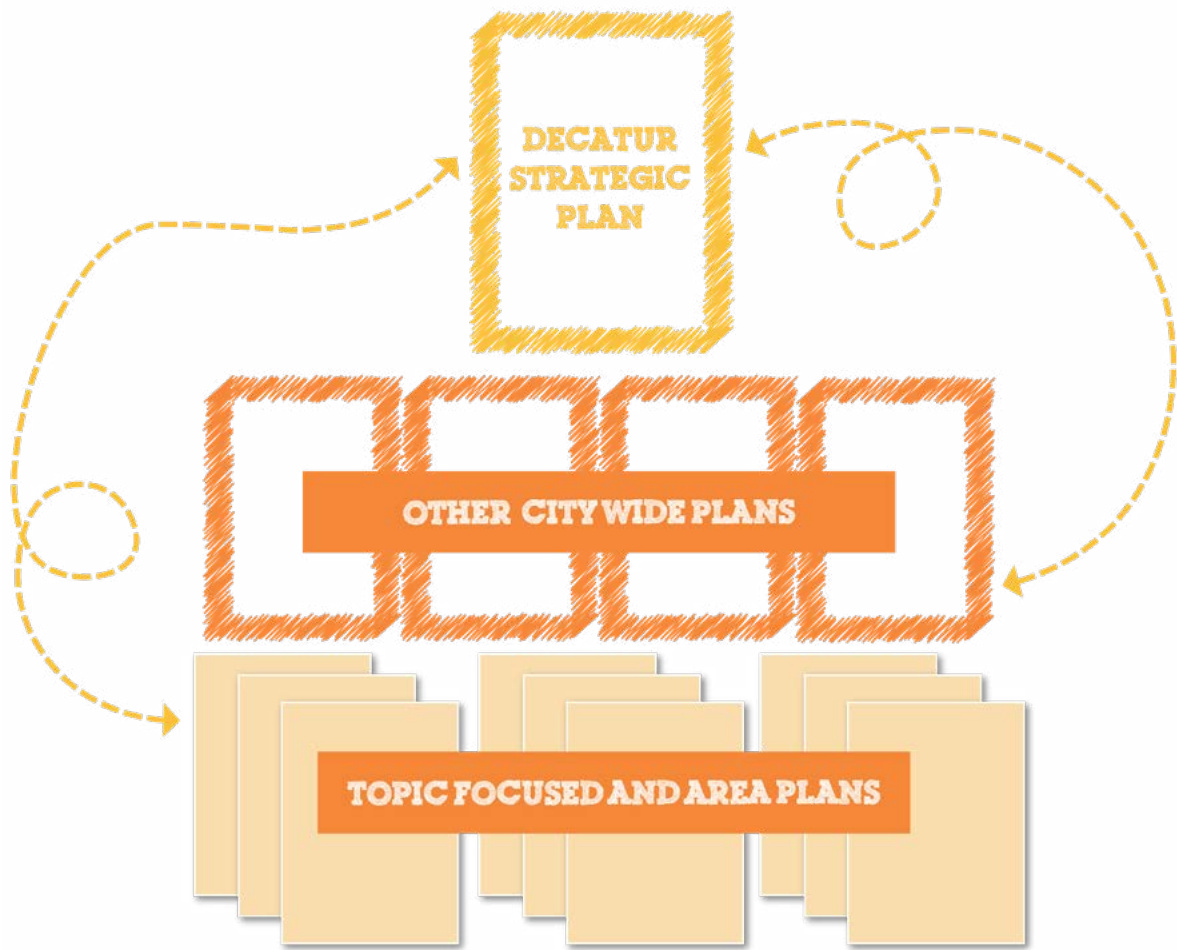 DECATUR
STRATEGIC
PLAN
OTHER CITY WIDE PLANS
TOPIC FOCUSED AND AREA PLANS